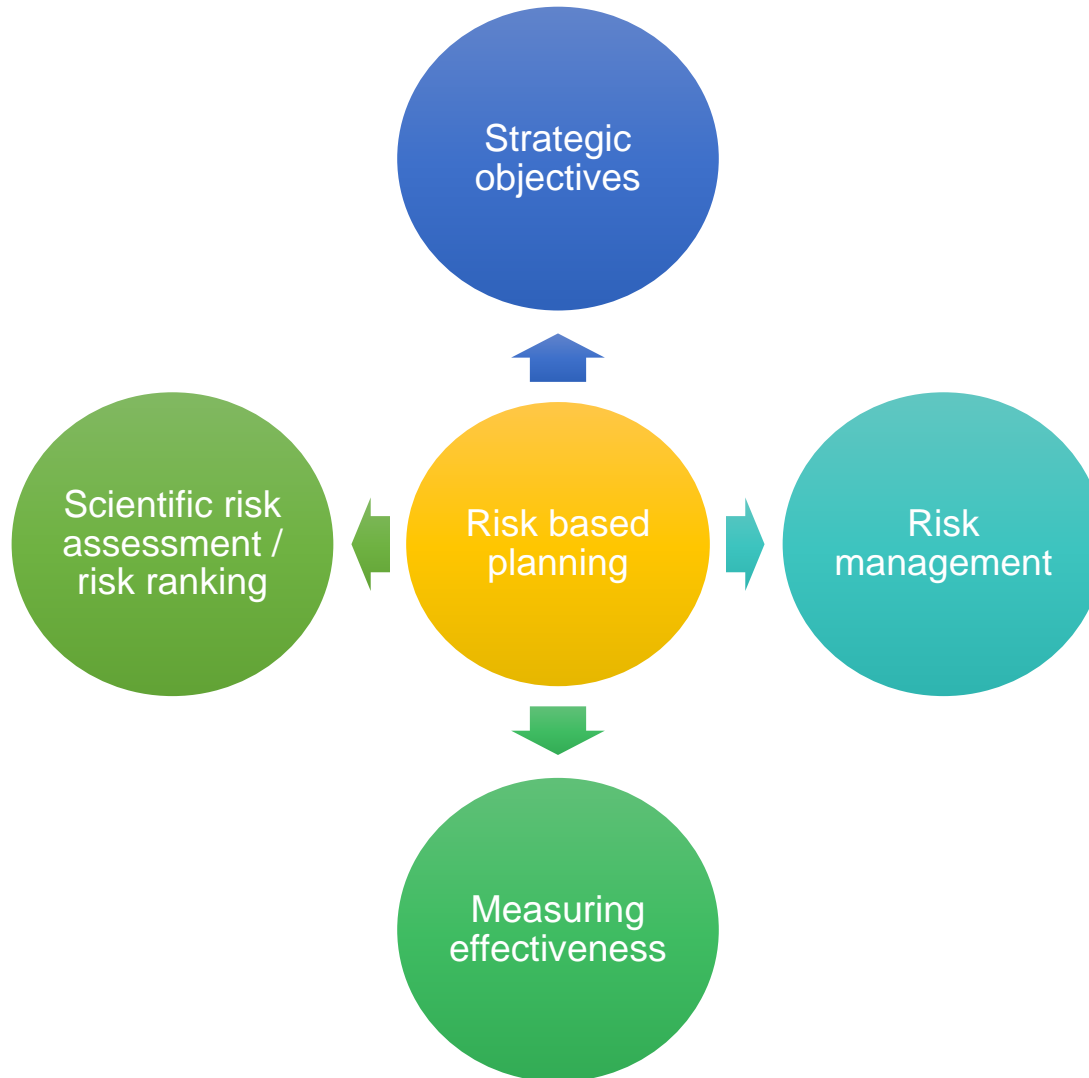 Strategic
objectives
Scientific risk
assessment /
risk ranking
Risk based
planning
Risk
management
Measuring
effectiveness